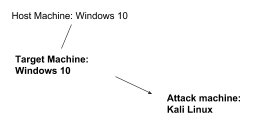 Host Machine: Windows 10
Target Machine:
Windows 10
Attack machine:
Kali Linux